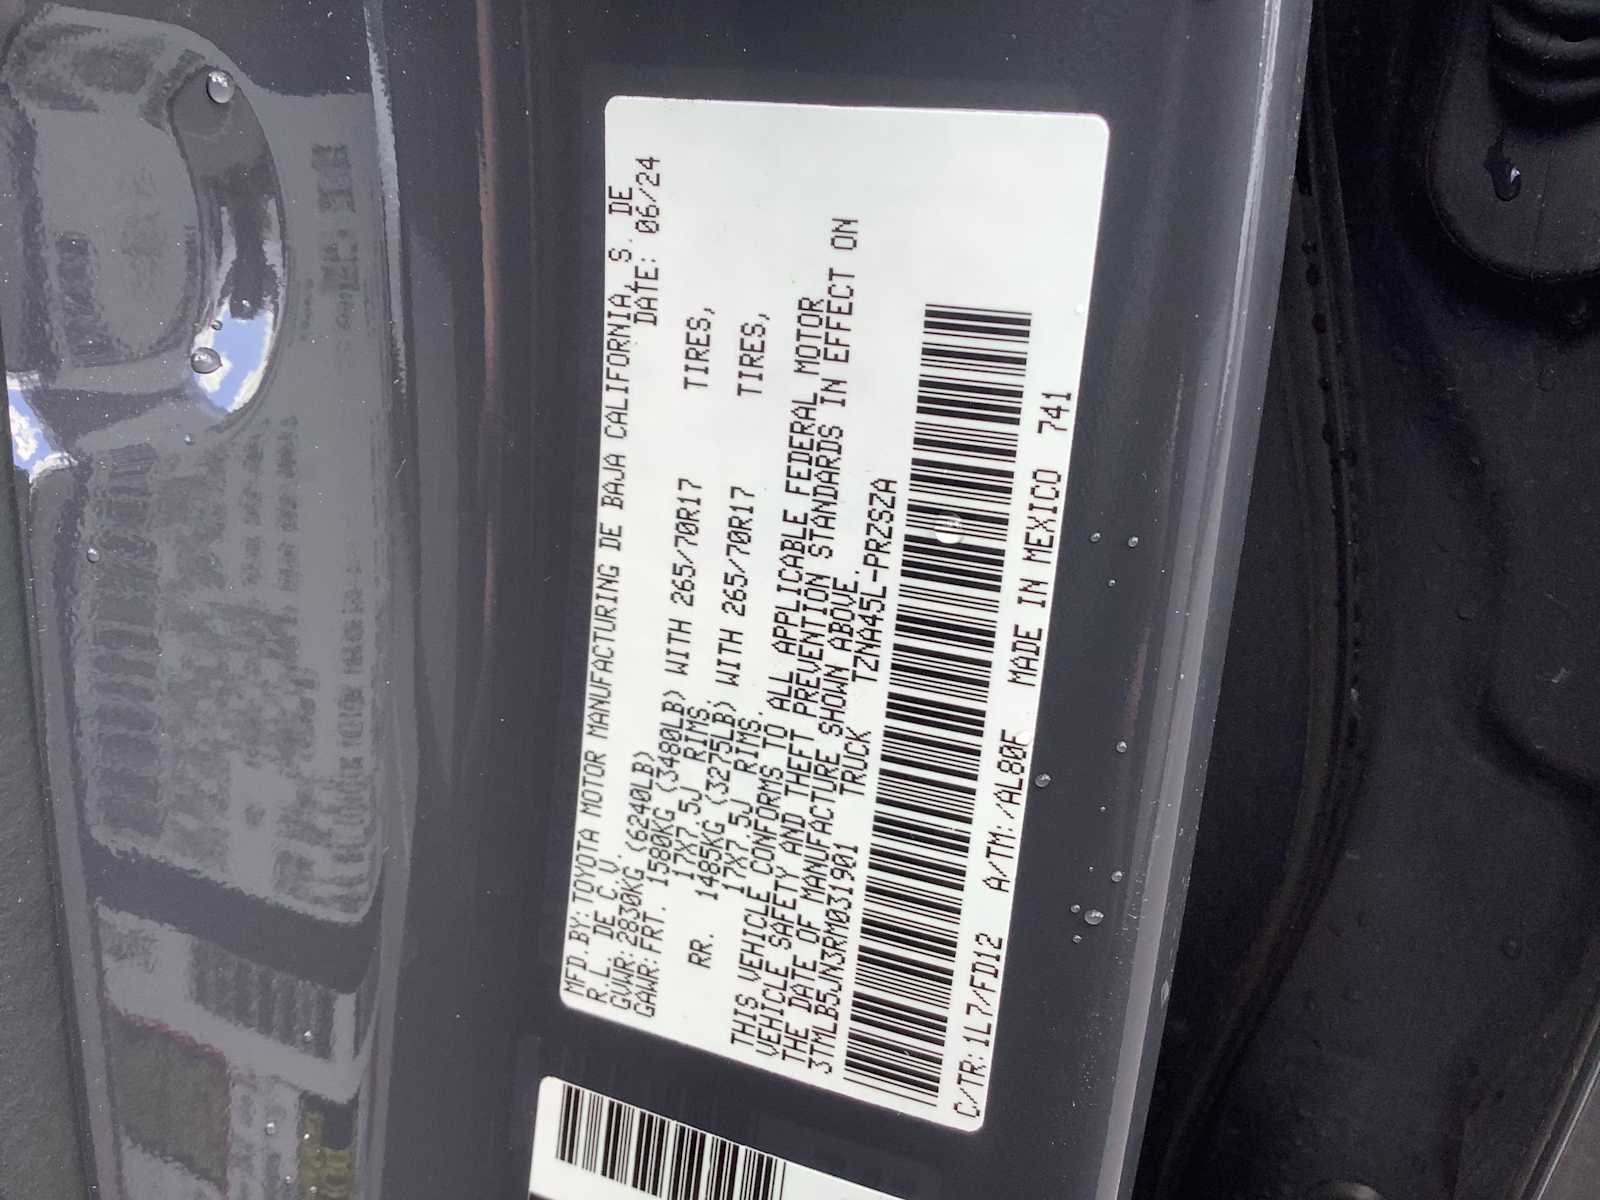 MFD.BY:TOYOTA MOTOR MANUFACTURING DE BAJA CALIFORNIA,S. DE
R.L. DE C.V. DATE: 06/24
GVWR:2830KG (6240LB)
GAWR:FRT. 1580KG (3480LB) WITH 265/70R17 TIRES,
17X7.5J RIMS,
RR. 1485KG (3275LB) WITH 265/70R17 TIRES,
17X7.5J RIMS.
THIS VEHICLE CONFORMS TO ALL APPLICABLE FEDERAL MOTOR
VEHICLE SAFETY AND THEFT PREVENTION STANDARDS IN EFFECT ON
THE DATE OF MANUFACTURE SHOWN ABOVE.
3TMLB5JN3RM031901 TRUCK TZNA45L-PRZSZA
C/TR:1L7/FD12 A/TM:/AL80F MADE IN MEXICO 741